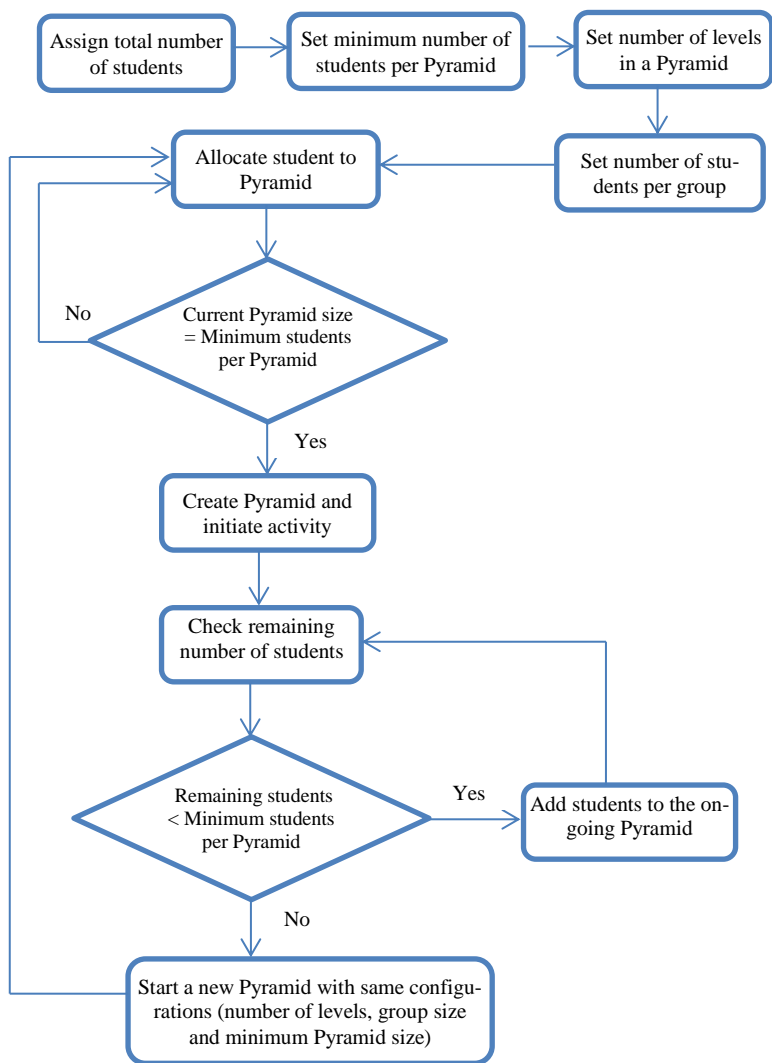 Assign total number
of students
Set minimum number of
students per Pyramid
Set number of levels
in a Pyramid
Set number of stu-
dents per group
Allocate student to
Pyramid
No
Current Pyramid size
= Minimum students
per Pyramid
Yes
Create Pyramid and
initiate activity
Check remaining
number of students
Remaining students
< Minimum students
per Pyramid
Yes
Add students to the on-
going Pyramid
No
Start a new Pyramid with same configu-
rations (number of levels, group size
and minimum Pyramid size)